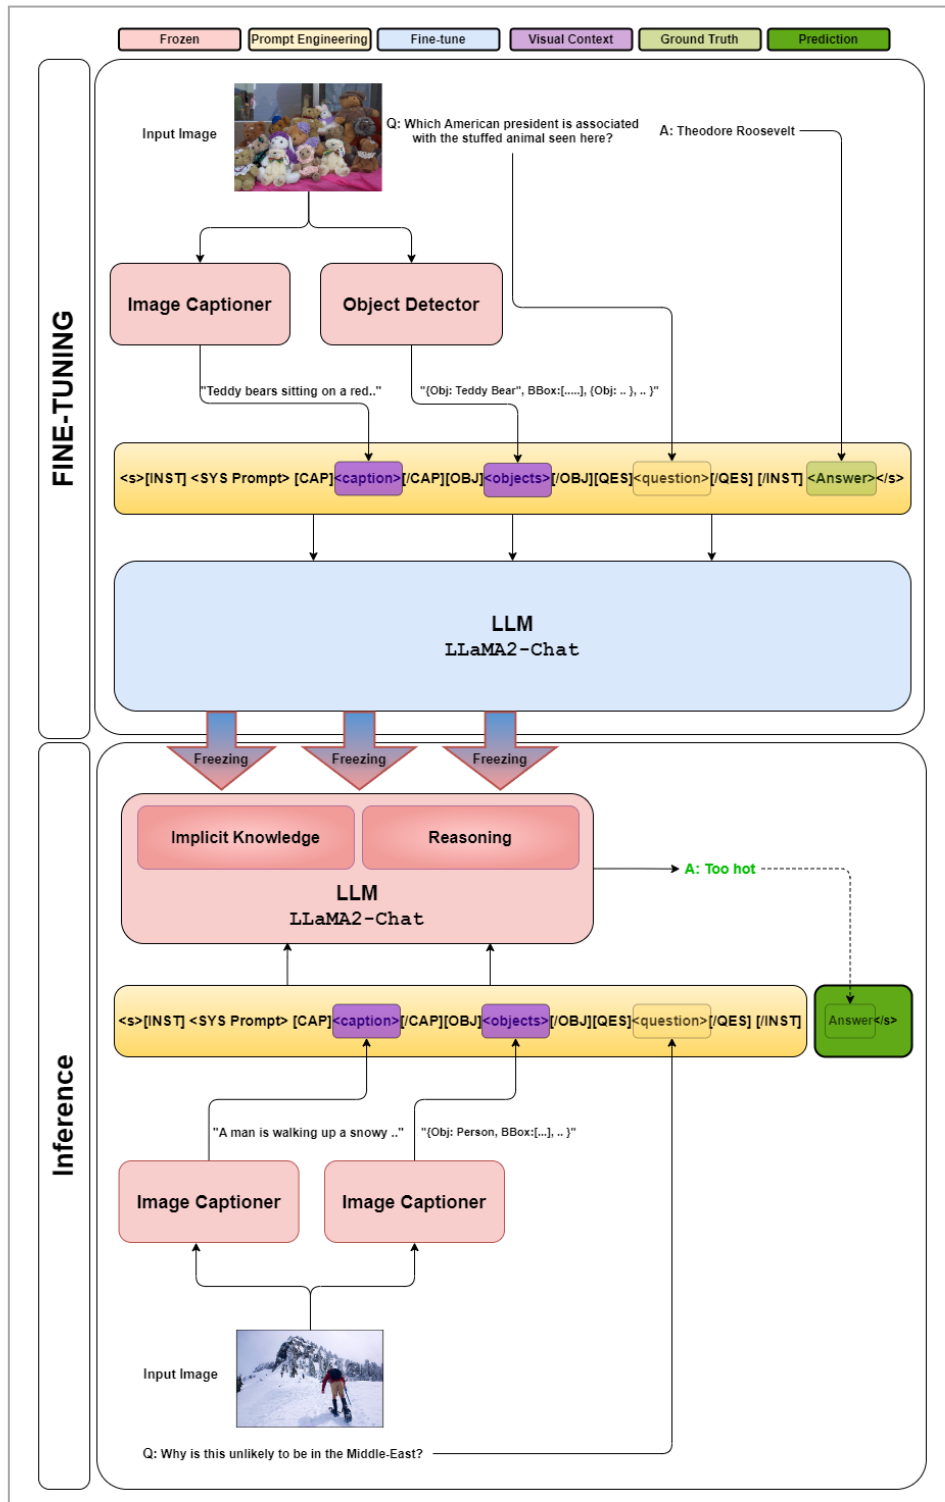 Frozen
Prompt Engineering
Fine-tune
Visual Context
Ground Truth
Prediction
FINE-TUNING
Input Image
Q: Which American president is associated
with the stuffed animal seen here?
A: Theodore Roosevelt
Image Captioner
Object Detector
"Teddy bears sitting on a red.."
"{Obj: Teddy Bear", BBox:[.....], {Obj: .. }, .. }"
<s>[INST] <SYS Prompt> [CAP]<caption>[/CAP][OBJ]<objects>[/OBJ][QES]<question>[/QES] [/INST] <Answer></s>
LLM
LLaMA2-Chat
Freezing
Freezing
Freezing
Inference
Implicit Knowledge
Reasoning
LLM
LLaMA2-Chat
A: Too hot
<s>[INST] <SYS Prompt> [CAP]<caption>[/CAP][OBJ]<objects>[/OBJ][QES]<question>[/QES] [/INST]
Answer</s>
"A man is walking up a snowy .."
"{Obj: Person, BBox:[...], .. }"
Image Captioner
Image Captioner
Input Image
Q: Why is this unlikely to be in the Middle-East?